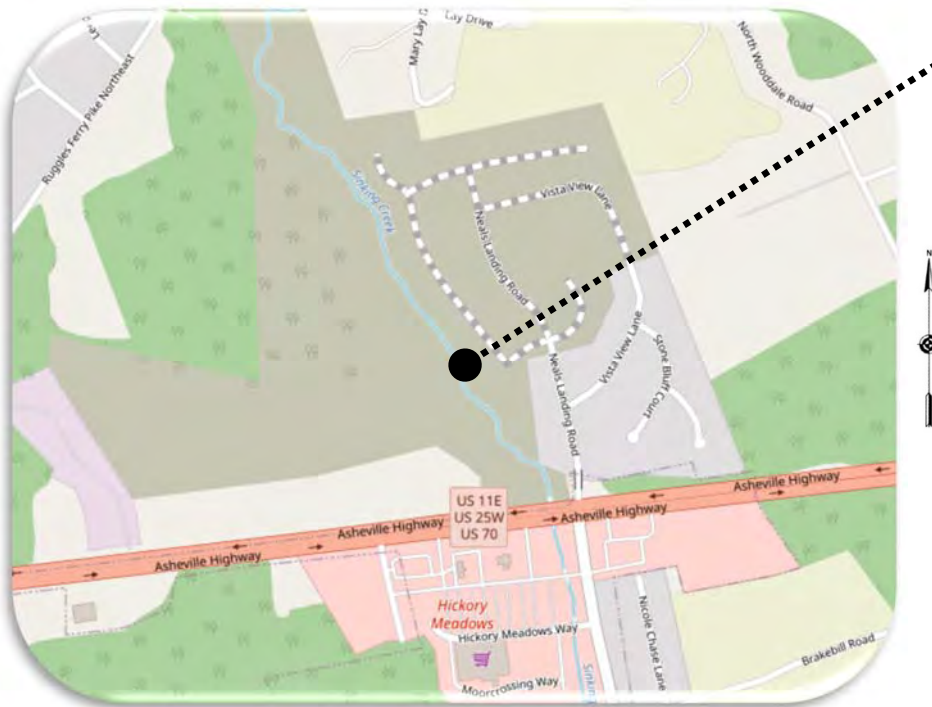 Lay Drive
Mary Lay
North Wooddale Road
Ruggles Ferry Pike Northeast
Sinking Creek
Vista View Lane
Neals Landing Road
N
Vista View Lane
Stone Bluff Court
Neals Landing Road
US 11E
US 25W
US 70
Asheville Highway
Asheville Highway
Asheville Highway
Asheville Highway
Hickory
Meadows
Hickory Meadows Way
Nicole Chase Lane
Brakebill Road
Moorcrossing Way